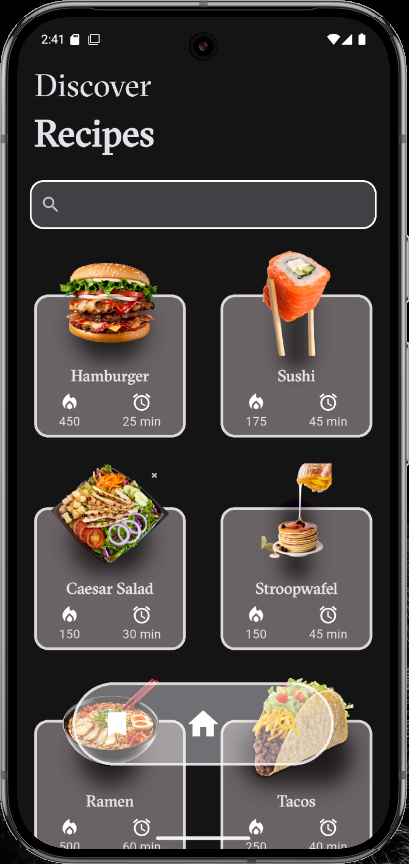 2:41
Discover
Recipes
Hamburger
450 25 min
Sushi
175 45 min
Caesar Salad
150 30 min
Stroopwafel
150 45 min
Ramen
500 60 min
Tacos
250 40 min